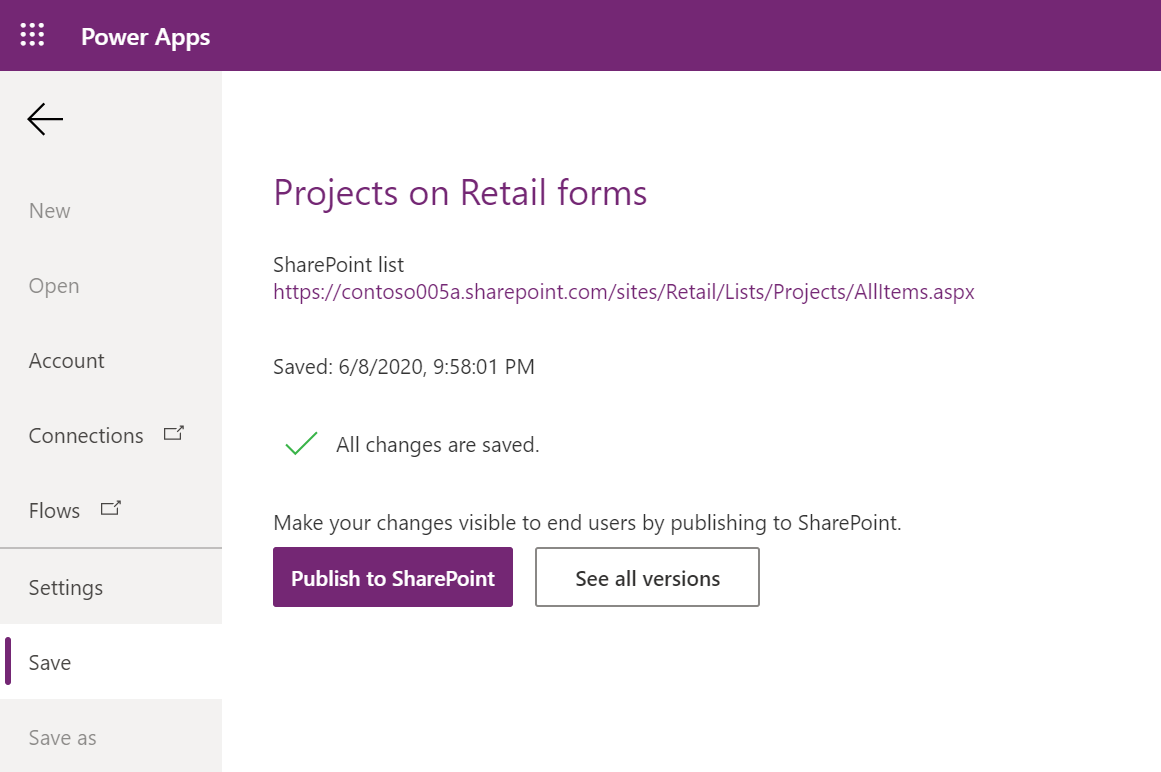 Power Apps
New
Open
Account
Connections
Flows
Settings
Save
Save as
Projects on Retail forms
SharePoint list
https://contoso005a.sharepoint.com/sites/Retail/Lists/Projects/AllItems.aspx
Saved: 6/8/2020, 9:58:01 PM
All changes are saved.
Make your changes visible to end users by publishing to SharePoint.
Publish to SharePoint
See all versions